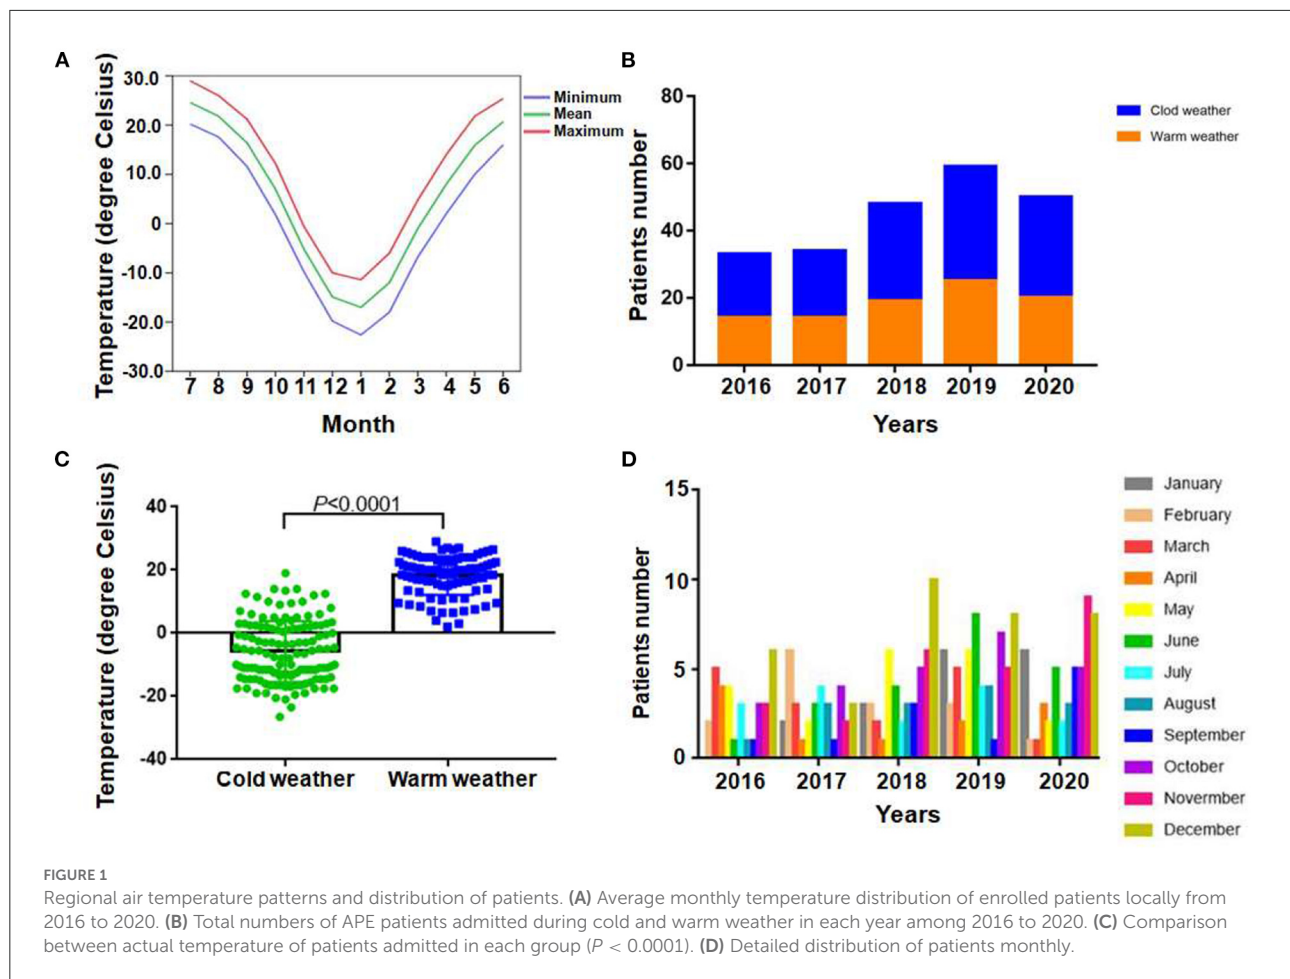 A
Temperature (degree Celsius)
30.0
20.0
10.0
0
-10.0
-20.0
-30.0
7 8 9 10 11 12 1 2 3 4 5 6
Month
Minimum
Mean
Maximum
B
Patients number
80
60
40
20
0
2016 2017 2018 2019 2020
Years
Clod weather
Warm weather
C
Temperature (degree Celsius)
40
20
0
-20
-40
P<0.0001
Cold weather Warm weather
D
Patients number
15
10
5
0
2016 2017 2018 2019 2020
Years
January
February
March
April
May
June
July
August
September
October
Novermber
December
FIGURE 1
Regional air temperature patterns and distribution of patients. (A) Average monthly temperature distribution of enrolled patients locally from
2016 to 2020. (B) Total numbers of APE patients admitted during cold and warm weather in each year among 2016 to 2020. (C) Comparison
between actual temperature of patients admitted in each group (P < 0.0001). (D) Detailed distribution of patients monthly.